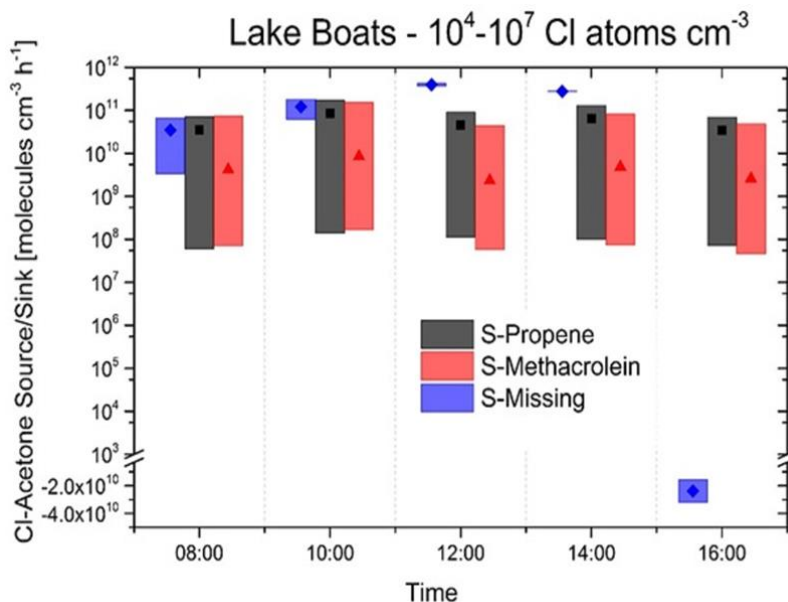 Lake Boats - 10⁴-10⁷ Cl atoms cm⁻³
Cl-Acetone Source/Sink [molecules cm⁻³ h⁻¹]
10¹²
10¹¹
10¹⁰
10⁹
10⁸
10⁷
10⁶
10⁵
10⁴
10³
-2.0x10¹⁰
-4.0x10¹⁰
S-Propene
S-Methacrolein
S-Missing
08:00 10:00 12:00 14:00 16:00
Time